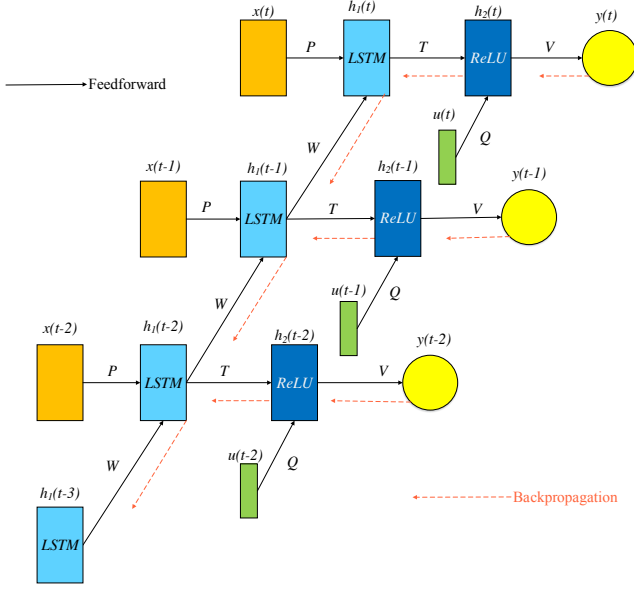 x(t)
h₁(t)
h₂(t)
y(t)
P
LSTM
T
ReLU
V
Feedforward
u(t)
Q
W
x(t-1)
h₁(t-1)
h₂(t-1)
y(t-1)
P
LSTM
T
ReLU
V
u(t-1)
Q
W
x(t-2)
h₁(t-2)
h₂(t-2)
y(t-2)
P
LSTM
T
ReLU
V
u(t-2)
Q
W
h₁(t-3)
LSTM
Backpropagation